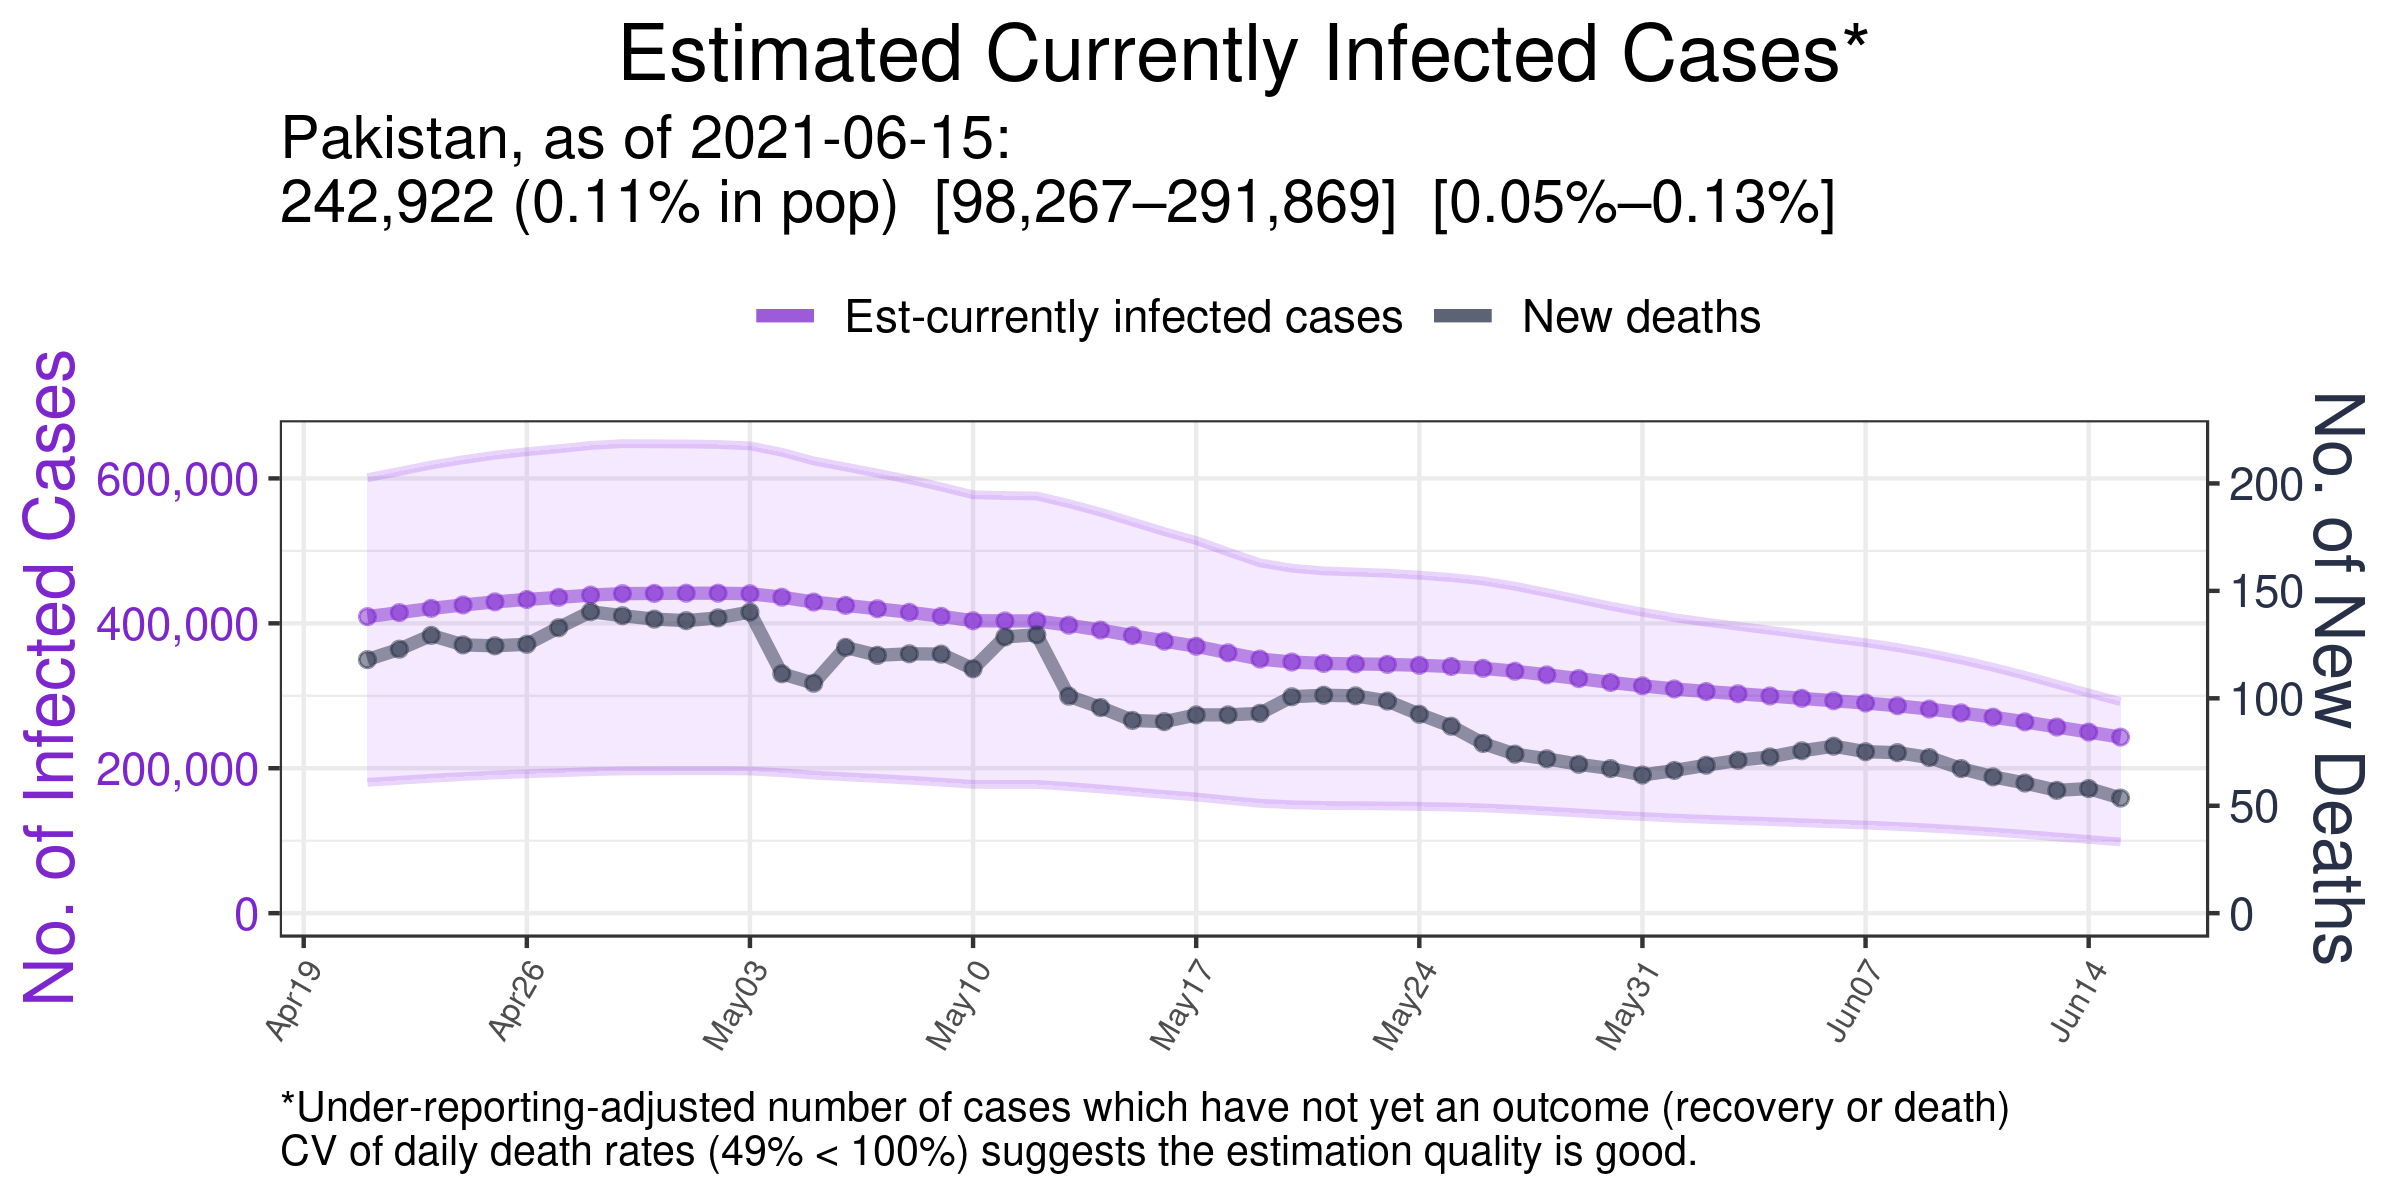 Estimated Currently Infected Cases*
Pakistan, as of 2021-06-15:
242,922 (0.11% in pop)  [98,267–291,869]  [0.05%–0.13%]
Est-currently infected cases
New deaths
No. of Infected Cases
600,000
400,000
200,000
0
No. of New Deaths
200
150
100
50
0
Apr19
Apr26
May03
May10
May17
May24
May31
Jun07
Jun14
*Under-reporting-adjusted number of cases which have not yet an outcome (recovery or death)
CV of daily death rates (49% < 100%) suggests the estimation quality is good.